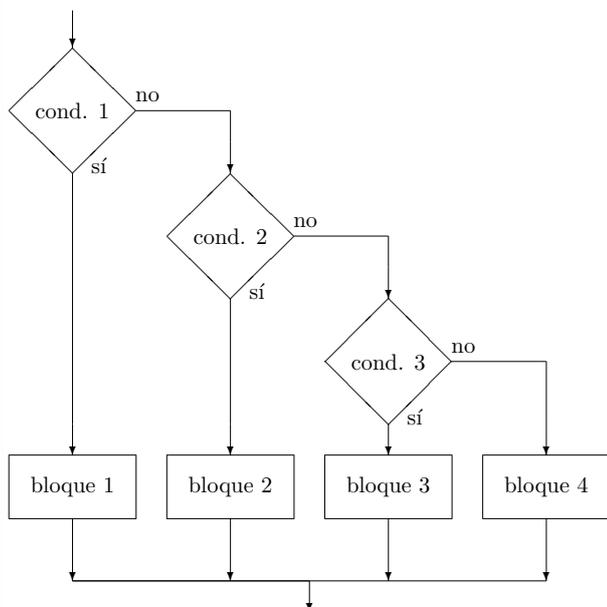 no
cond. 1
sí
no
cond. 2
sí
no
cond. 3
sí
bloque 1
bloque 2
bloque 3
bloque 4